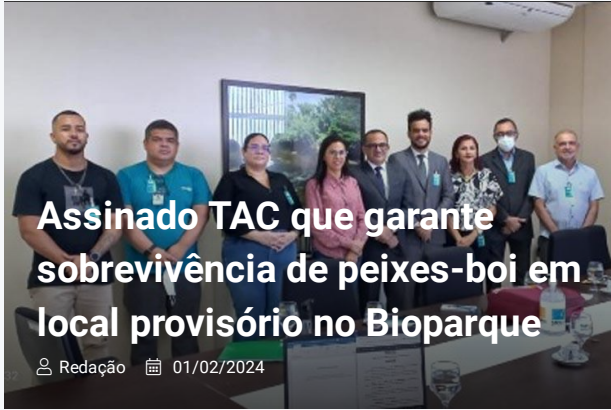 Assinado TAC que garante
sobrevivência de peixes-boi em
local provisório no Bioparque
Redação 01/02/2024